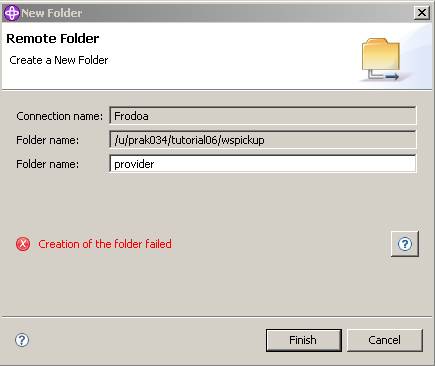 New Folder
Remote Folder
Create a New Folder
Connection name: Frodoa
Folder name: /u/prak034/tutorial06/wspickup
Folder name: provider
Creation of the folder failed
Finish Cancel